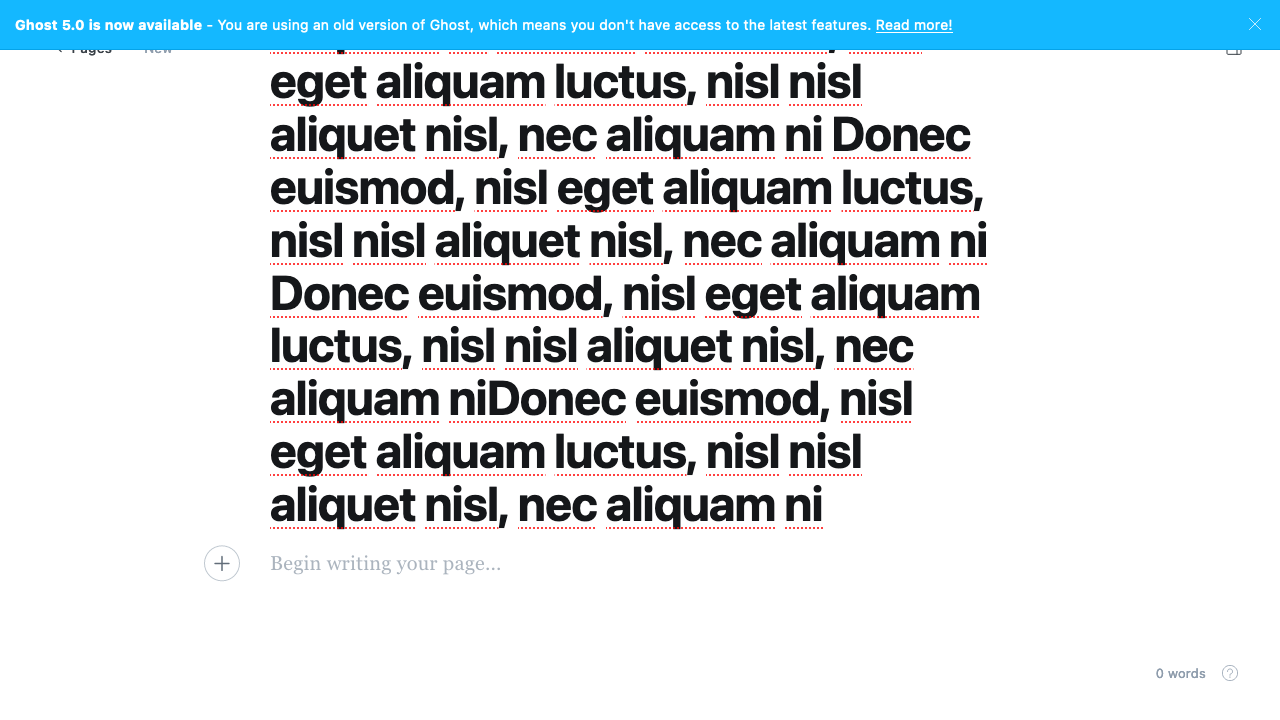 Ghost 5.0 is now available - You are using an old version of Ghost, which means you don't have access to the latest features. Read more!
Pages New
eget aliquam luctus, nisl nisl
aliquet nisl, nec aliquam ni Donec
euismod, nisl eget aliquam luctus,
nisl nisl aliquet nisl, nec aliquam ni
Donec euismod, nisl eget aliquam
luctus, nisl nisl aliquet nisl, nec
aliquam niDonec euismod, nisl
eget aliquam luctus, nisl nisl
aliquet nisl, nec aliquam ni
Begin writing your page...
0 words